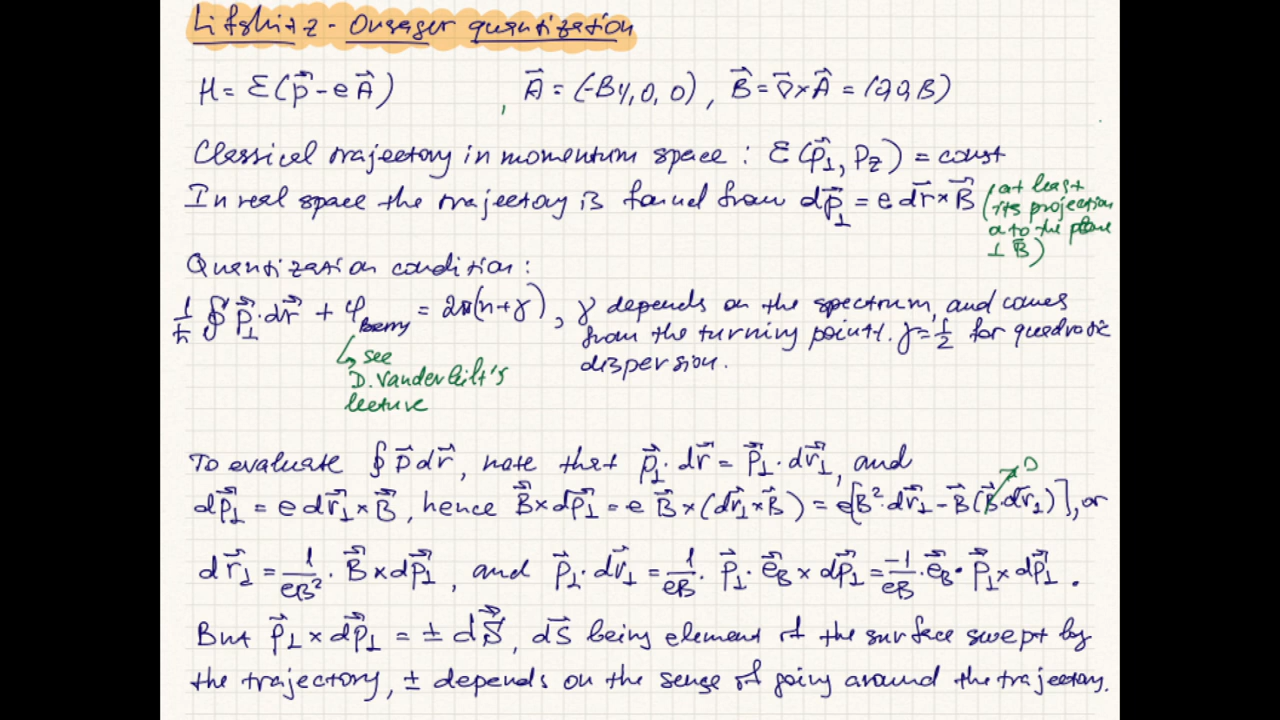 Lifshitz - Onsager quantization
H = ε(p⃗ - eA⃗) , A⃗ = (-By, 0, 0), B⃗ = ∇⃗×A⃗ = (0,0,B)
Classical trajectory in momentum space : ε(p⃗⊥, p_z) = const
In real space the trajectory is found from dp⃗⊥ = e dr⃗×B⃗ (at least
its projection
onto the plane
⊥ B⃗)
Quantization condition :
1/ħ ∮ p⃗⊥·dr⃗ + φ_Berry = 2π(n+γ), γ depends on the spectrum, and comes
from the turning points. γ=1/2 for quadratic
dispersion.
↳ see
D. Vanderbilt's
lecture
To evaluate ∮ p⃗dr⃗, note that p⃗⊥·dr⃗ = p⃗⊥·dr⃗⊥, and
dp⃗⊥ = e dr⃗⊥×B⃗, hence B⃗×dp⃗⊥ = e B⃗×(dr⃗⊥×B⃗) = e[B²·dr⃗⊥ - B⃗(B⃗·dr⃗⊥)], or
0
dr⃗⊥ = 1/eB² · B⃗×dp⃗⊥, and p⃗⊥·dr⃗⊥ = 1/eB · p⃗⊥·e⃗_B × dp⃗⊥ = -1/eB · e⃗_B · p⃗⊥×dp⃗⊥.
But p⃗⊥ × dp⃗⊥ = ± dS⃗, dS⃗ being element of the surface swept by
the trajectory, ± depends on the sense of going around the trajectory.